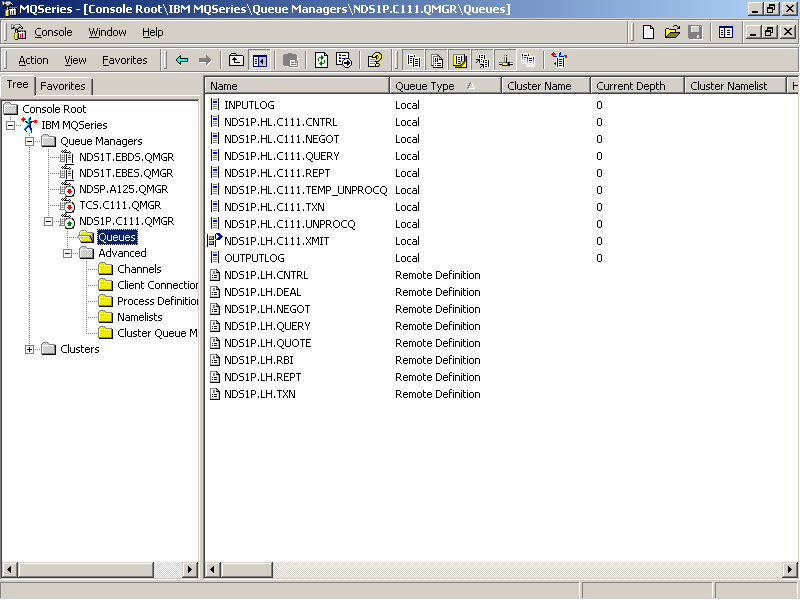 MQSeries - [Console Root\IBM MQSeries\Queue Managers\NDS1P.C111.QMGR\Queues]
Console Window Help
Action View Favorites
Tree Favorites
Console Root
IBM MQSeries
Queue Managers
NDS1T.EBDS.QMGR
NDS1T.EBES.QMGR
NDSP.A125.QMGR
TCS.C111.QMGR
NDS1P.C111.QMGR
Queues
Advanced
Channels
Client Connection
Process Definition
Namelists
Cluster Queue M
Clusters
Name Queue Type Cluster Name Current Depth Cluster Namelist H
INPUTLOG Local 0
NDS1P.HL.C111.CNTRL Local 0
NDS1P.HL.C111.NEGOT Local 0
NDS1P.HL.C111.QUERY Local 0
NDS1P.HL.C111.REPT Local 0
NDS1P.HL.C111.TEMP_UNPROCQ Local 0
NDS1P.HL.C111.TXN Local 0
NDS1P.HL.C111.UNPROCQ Local 0
NDS1P.LH.C111.XMIT Local 0
OUTPUTLOG Local 0
NDS1P.LH.CNTRL Remote Definition
NDS1P.LH.DEAL Remote Definition
NDS1P.LH.NEGOT Remote Definition
NDS1P.LH.QUERY Remote Definition
NDS1P.LH.QUOTE Remote Definition
NDS1P.LH.RBI Remote Definition
NDS1P.LH.REPT Remote Definition
NDS1P.LH.TXN Remote Definition